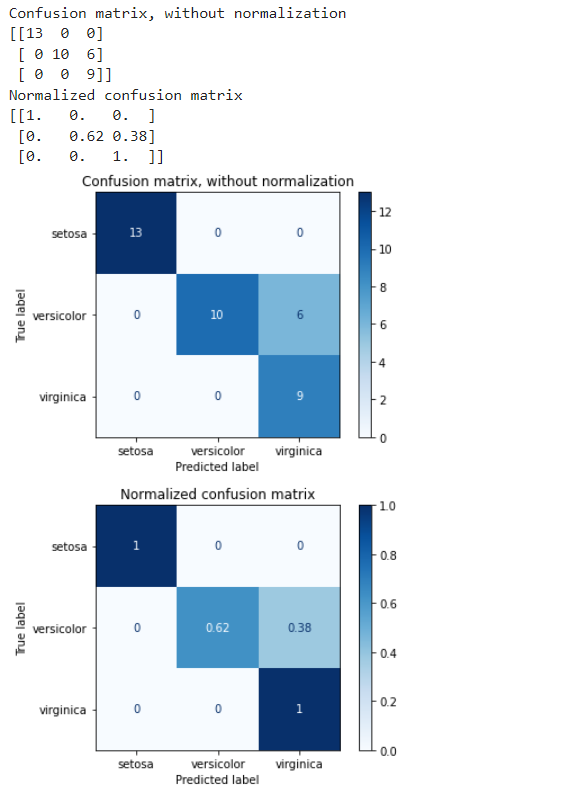 Confusion matrix, without normalization
[[13  0  0]
 [ 0 10  6]
 [ 0  0  9]]
Normalized confusion matrix
[[1.   0.   0.  ]
 [0.   0.62 0.38]
 [0.   0.   1.  ]]
Confusion matrix, without normalization
setosa 13 0 0
versicolor 0 10 6
virginica 0 0 9
True label
setosa versicolor virginica
Predicted label
12
10
8
6
4
2
0
Normalized confusion matrix
setosa 1 0 0
versicolor 0 0.62 0.38
virginica 0 0 1
True label
setosa versicolor virginica
Predicted label
1.0
0.8
0.6
0.4
0.2
0.0